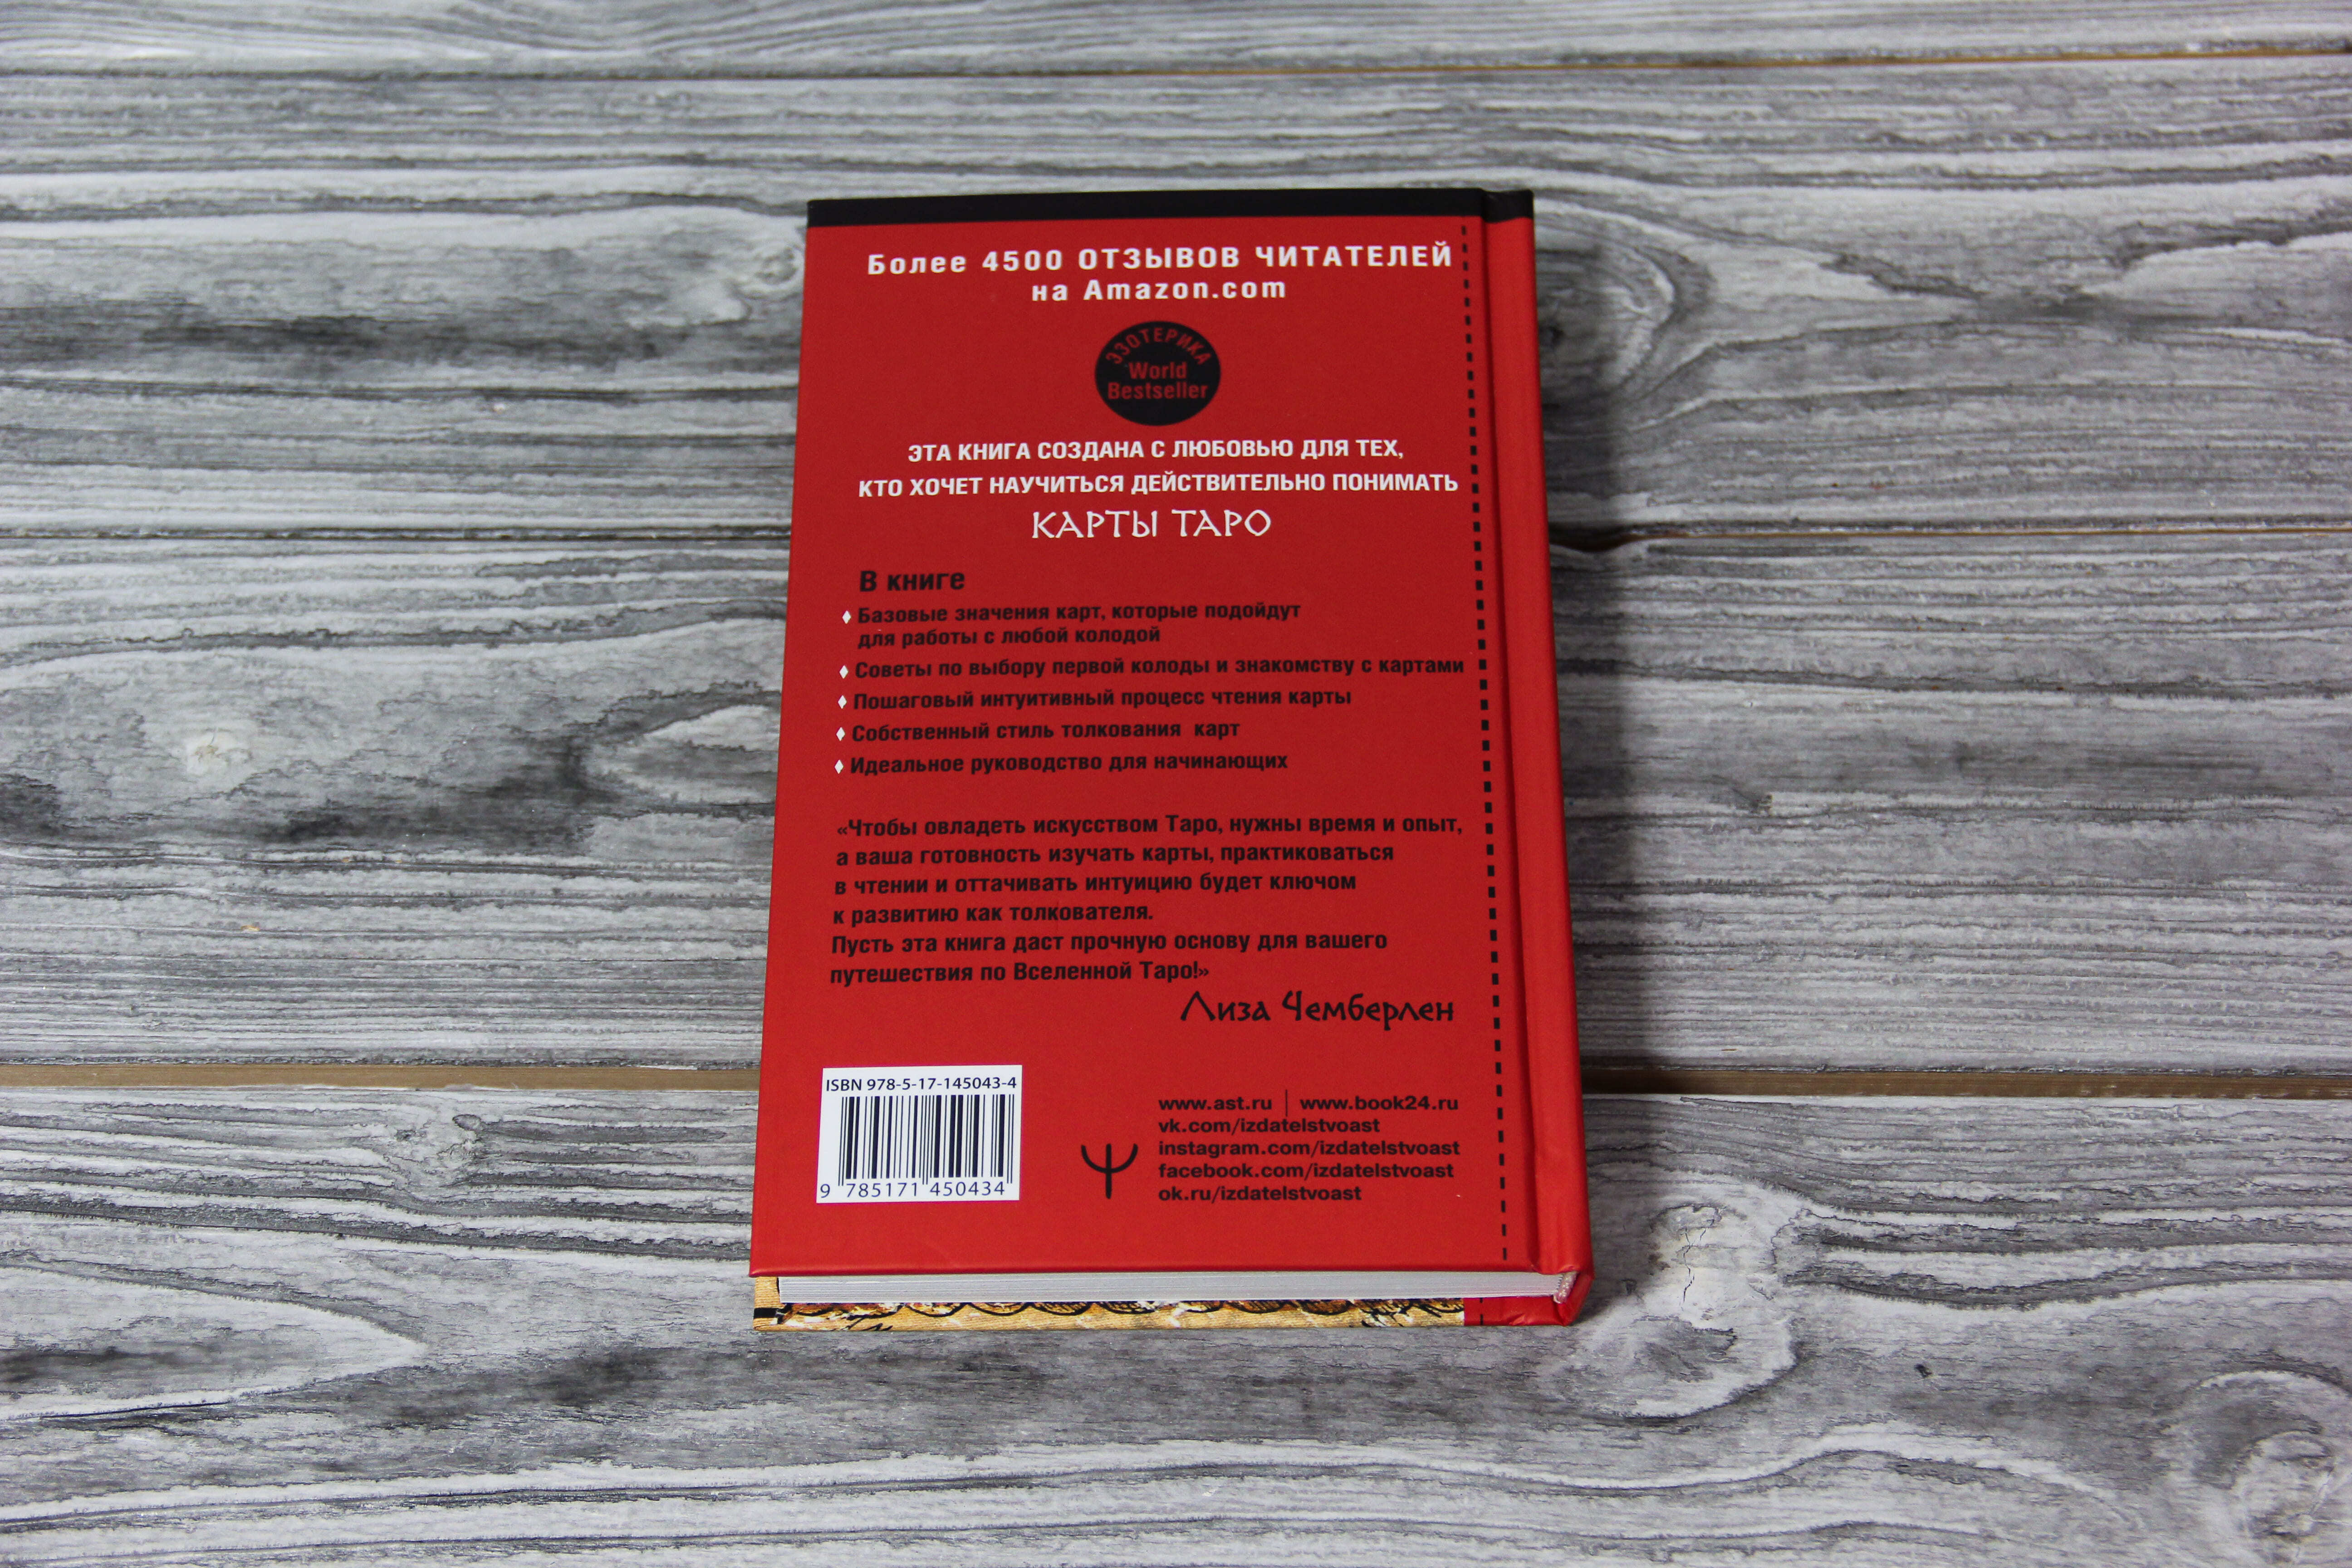 Более 4500 ОТЗЫВОВ ЧИТАТЕЛЕЙ
на Amazon.com
ЭЗОТЕРИКА
World
Bestseller
ЭТА КНИГА СОЗДАНА С ЛЮБОВЬЮ ДЛЯ ТЕХ,
КТО ХОЧЕТ НАУЧИТЬСЯ ДЕЙСТВИТЕЛЬНО ПОНИМАТЬ
КАРТЫ ТАРО
В книге
Базовые значения карт, которые подойдут
для работы с любой колодой
Советы по выбору первой колоды и знакомству с картами
Пошаговый интуитивный процесс чтения карты
Собственный стиль толкования карт
Идеальное руководство для начинающих
«Чтобы овладеть искусством Таро, нужны время и опыт,
а ваша готовность изучать карты, практиковаться
в чтении и оттачивать интуицию будет ключом
к развитию как толкователя.
Пусть эта книга даст прочную основу для вашего
путешествия по Вселенной Таро!»
Лиза Чемберлен
ISBN 978-5-17-145043-4
9 785171 450434
www.ast.ru | www.book24.ru
vk.com/izdatelstvoast
instagram.com/izdatelstvoast
facebook.com/izdatelstvoast
ok.ru/izdatelstvoast